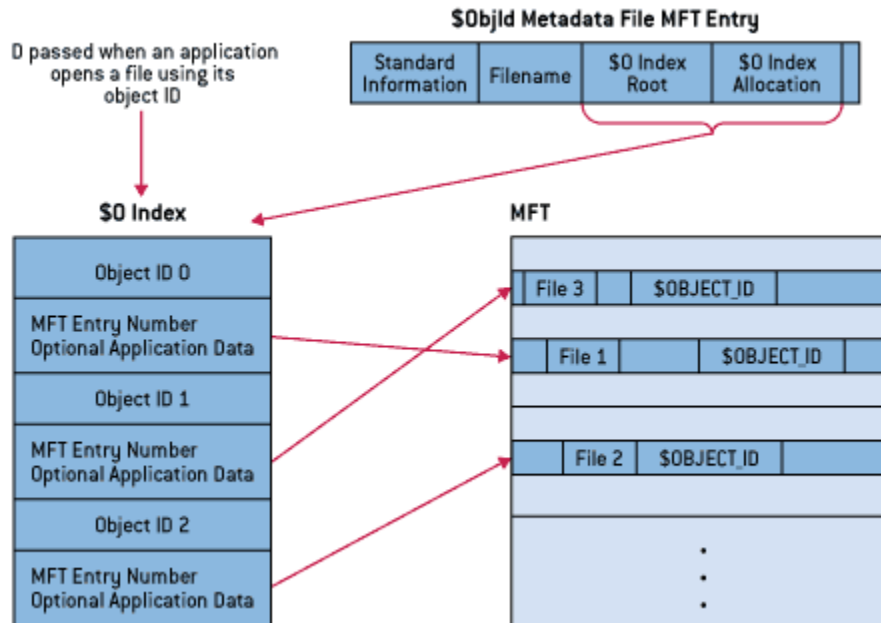 $ObjId Metadata File MFT Entry
D passed when an application
opens a file using its
object ID
Standard
Information
Filename
$O Index
Root
$O Index
Allocation
$O Index
Object ID 0
MFT Entry Number
Optional Application Data
Object ID 1
MFT Entry Number
Optional Application Data
Object ID 2
MFT Entry Number
Optional Application Data
MFT
File 3
$OBJECT_ID
File 1
$OBJECT_ID
File 2
$OBJECT_ID